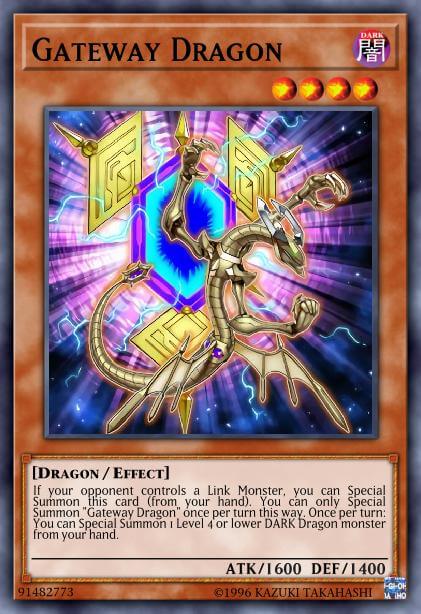 GATEWAY DRAGON
DARK
闇
[DRAGON / EFFECT]
If your opponent controls a Link Monster, you can Special
Summon this card (from your hand). You can only Special
Summon "Gateway Dragon" once per turn this way. Once per turn:
You can Special Summon 1 Level 4 or lower DARK Dragon monster
from your hand.
ATK/1600 DEF/1400
91482773
©1996 KAZUKI TAKAHASHI